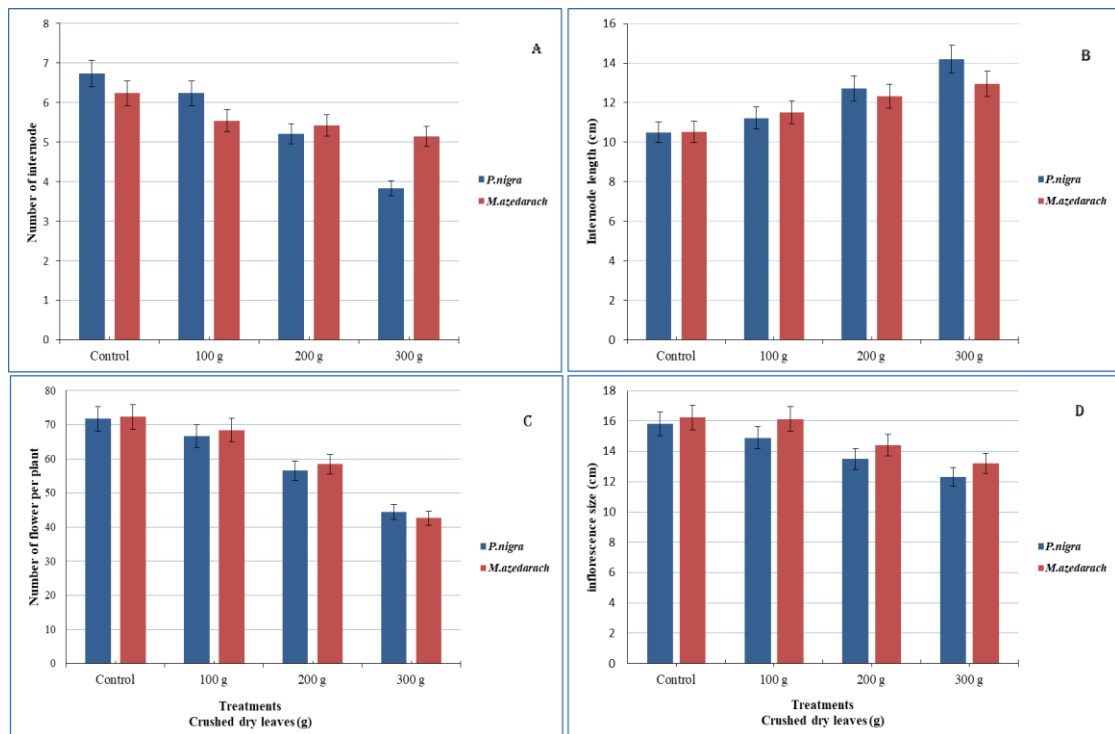 A
Number of internode
8
7
6
5
4
3
2
1
0
Control 100 g 200 g 300 g
P.nigra
M.azedarach
B
Internode length (cm)
16
14
12
10
8
6
4
2
0
Control 100 g 200 g 300 g
P.nigra
M.azedarach
C
Number of flower per plant
80
70
60
50
40
30
20
10
0
Control 100 g 200 g 300 g
Treatments
Crushed dry leaves (g)
P.nigra
M.azedarach
D
inflorescence size (cm)
18
16
14
12
10
8
6
4
2
0
Control 100 g 200 g 300 g
Treatments
Crushed dry leaves (g)
P.nigra
M.azedarach